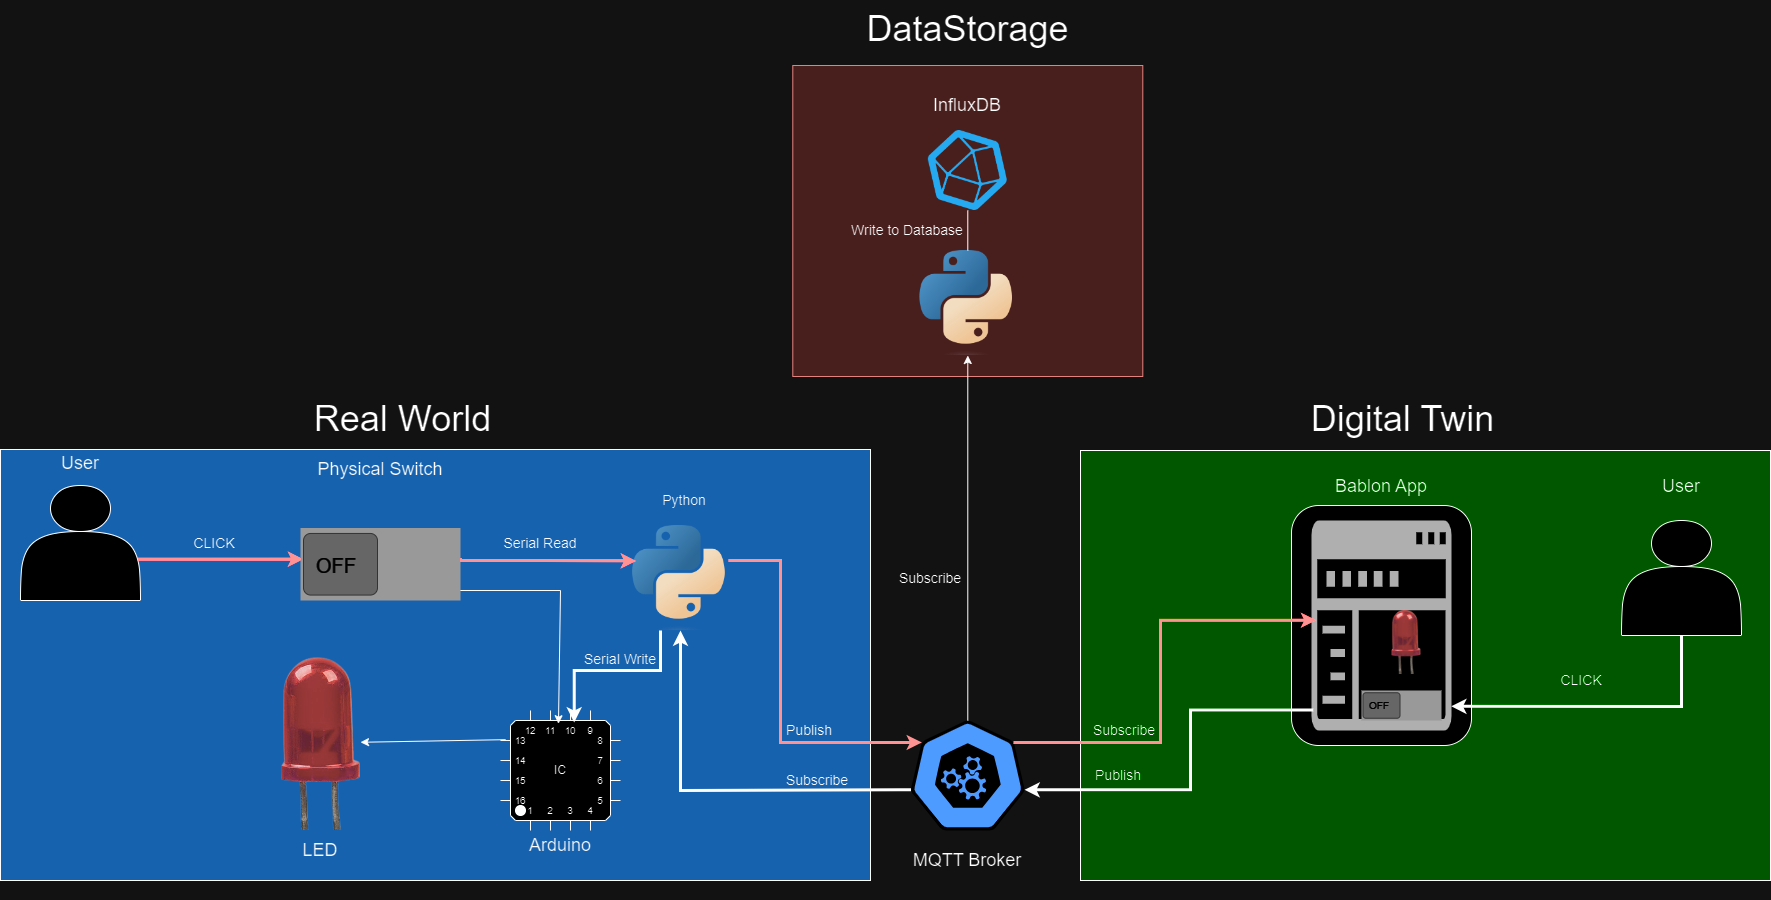 DataStorage
InfluxDB
Write to Database
Real World
Digital Twin
User
Physical Switch
Python
CLICK
OFF
Serial Read
Subscribe
Bablon App
User
Serial Write
OFF
CLICK
12 11 10 9
13 8
14 7
IC
15 6
16 5
1 2 3 4
Arduino
LED
Publish
Subscribe
Subscribe
Publish
MQTT Broker